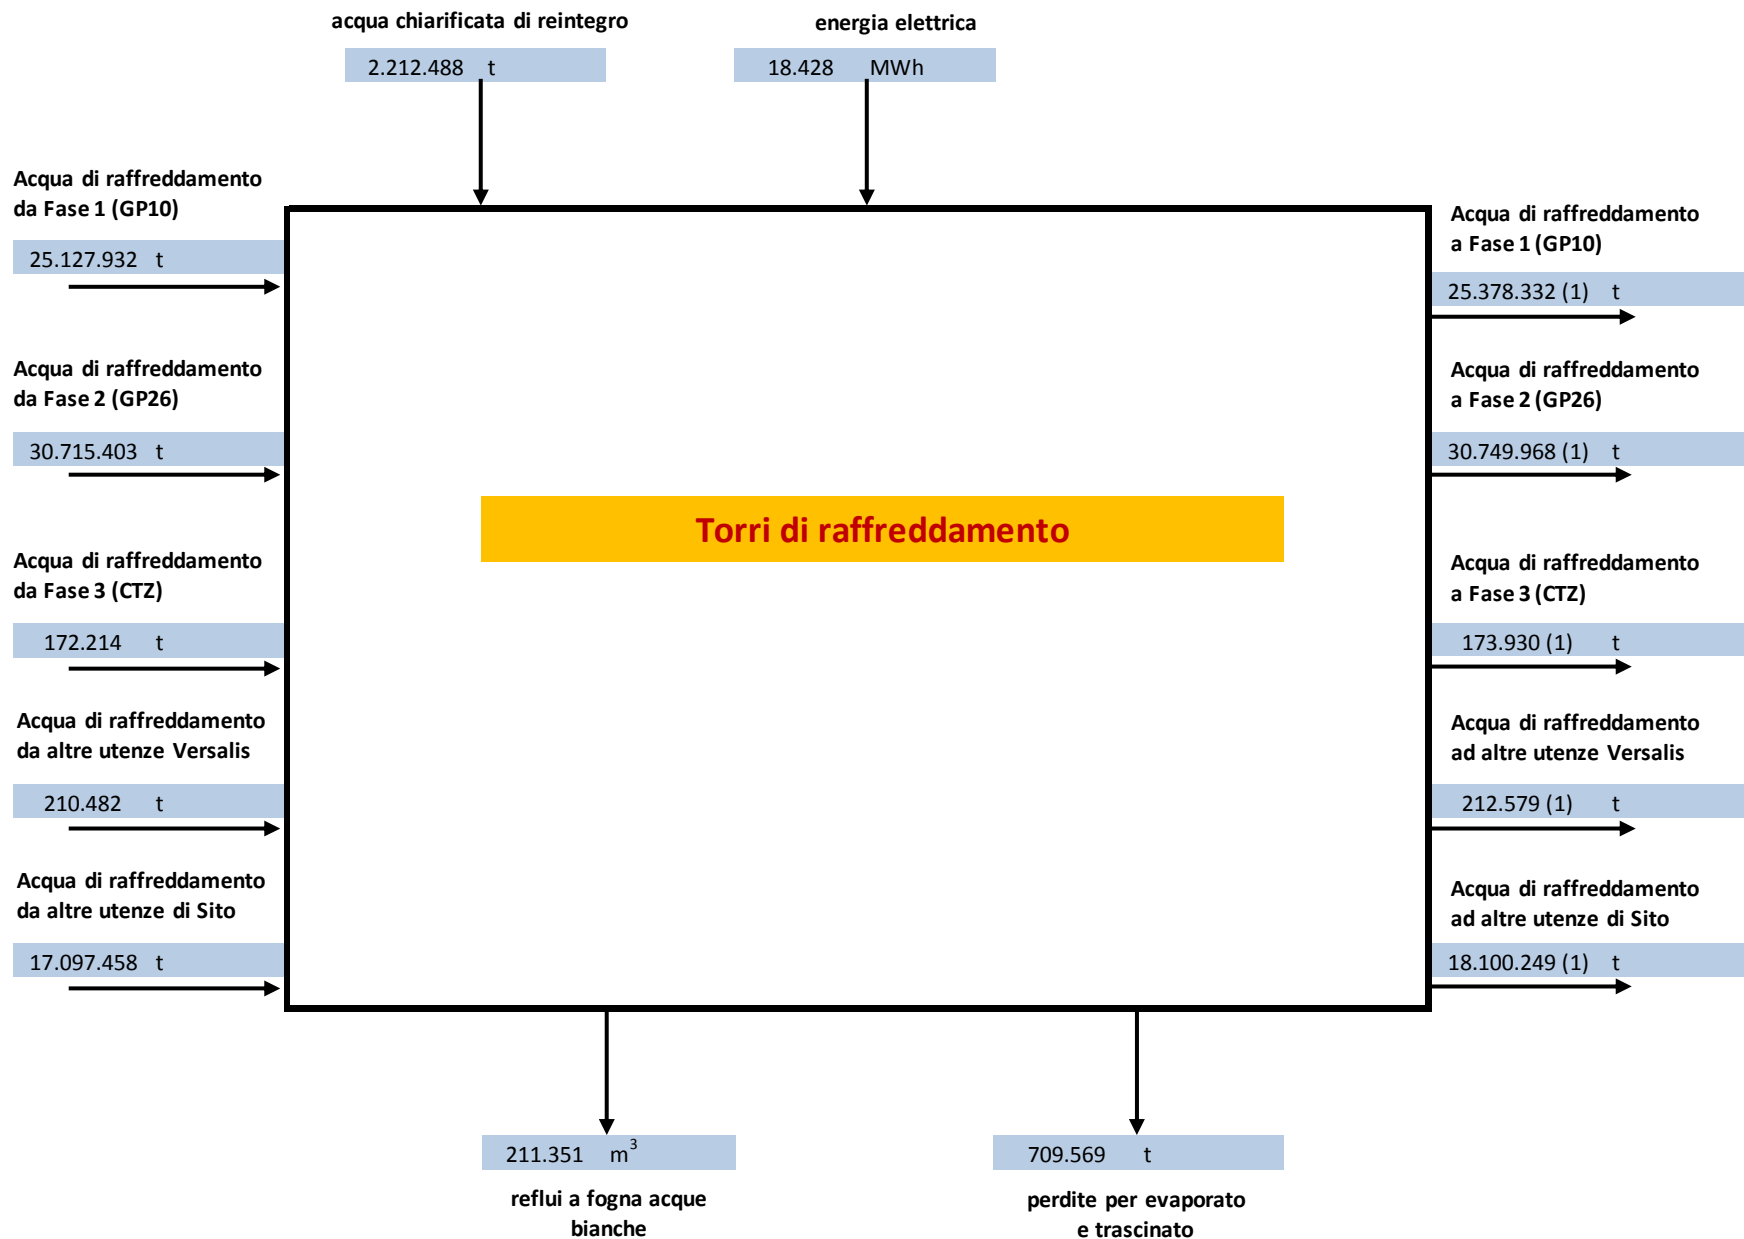 acqua chiarificata di reintegro
2.212.488 t
energia elettrica
18.428 MWh
Acqua di raffreddamento
da Fase 1 (GP10)
25.127.932 t
Acqua di raffreddamento
da Fase 2 (GP26)
30.715.403 t
Acqua di raffreddamento
da Fase 3 (CTZ)
172.214 t
Acqua di raffreddamento
da altre utenze Versalis
210.482 t
Acqua di raffreddamento
da altre utenze di Sito
17.097.458 t
Torri di raffreddamento
Acqua di raffreddamento
a Fase 1 (GP10)
25.378.332 (1) t
Acqua di raffreddamento
a Fase 2 (GP26)
30.749.968 (1) t
Acqua di raffreddamento
a Fase 3 (CTZ)
173.930 (1) t
Acqua di raffreddamento
ad altre utenze Versalis
212.579 (1) t
Acqua di raffreddamento
ad altre utenze di Sito
18.100.249 (1) t
211.351 m³
reflui a fogna acque
bianche
709.569 t
perdite per evaporato
e trascinato